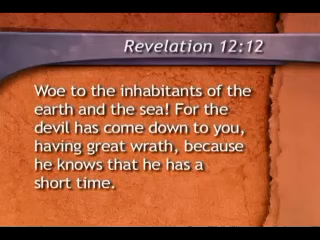 Revelation 12:12
Woe to the inhabitants of the
earth and the sea! For the
devil has come down to you,
having great wrath, because
he knows that he has a
short time.